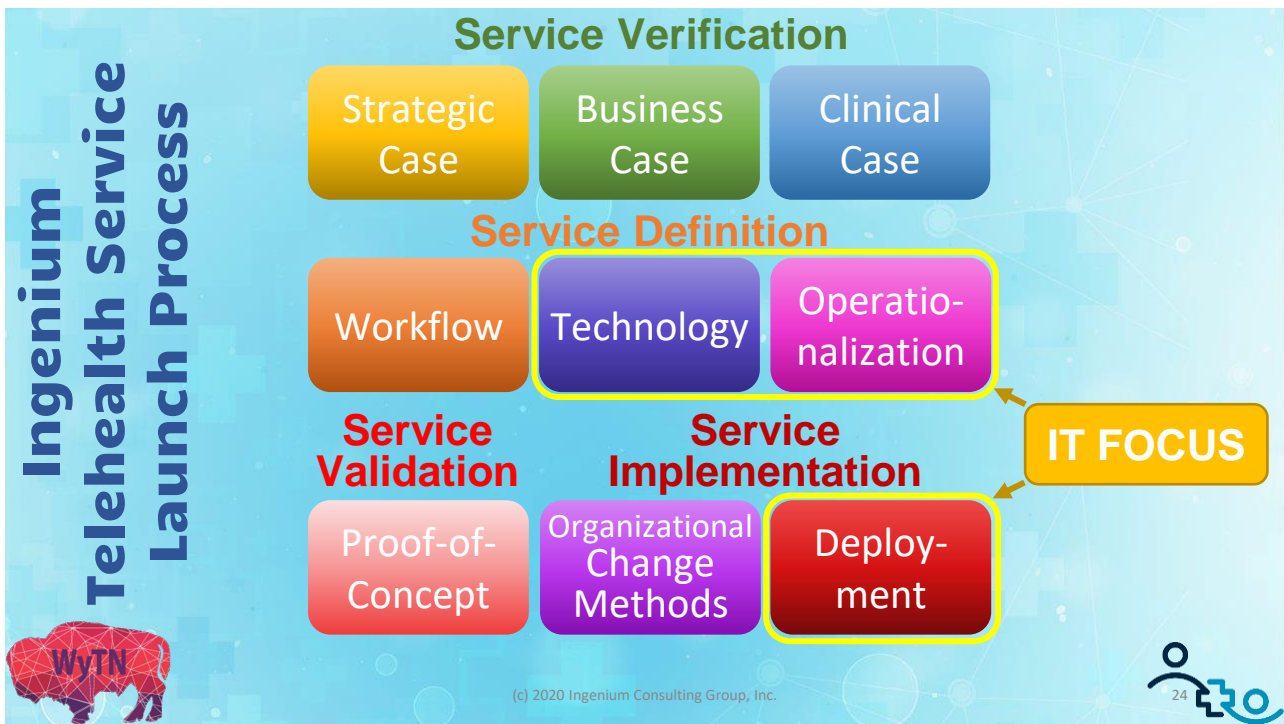 Ingenium
Telehealth Service
Launch Process
Service Verification
Strategic
Case
Business
Case
Clinical
Case
Service Definition
Workflow
Technology
Operatio-
nalization
Service
Validation
Service
Implementation
IT FOCUS
Proof-of-
Concept
Organizational
Change
Methods
Deploy-
ment
WyTN
(c) 2020 Ingenium Consulting Group, Inc.
24